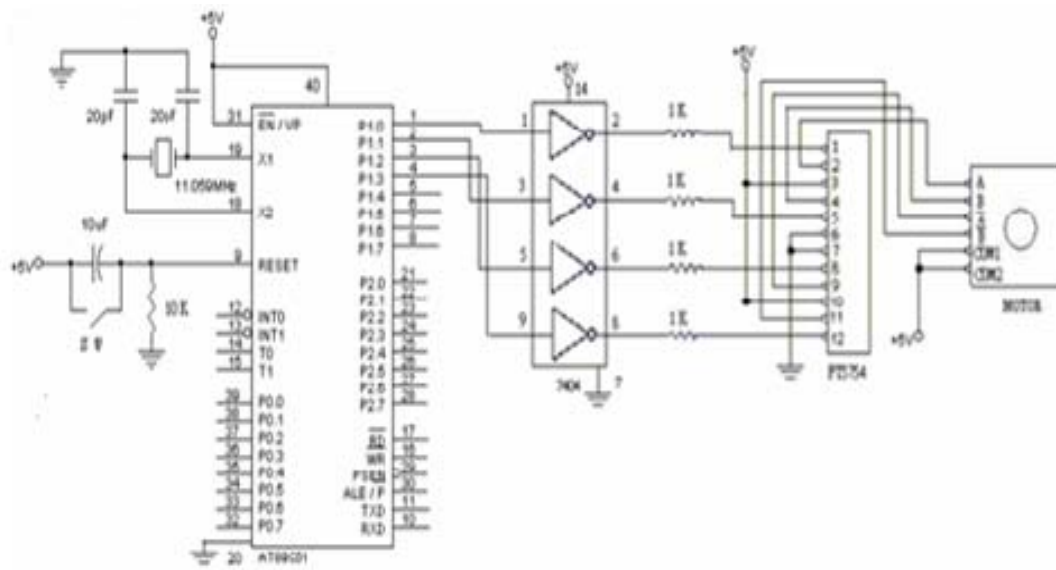 +5V
40
20pf
20pf
31
EN / VP
19
X1
11.059MHz
18
X2
10uF
+5V
9
RESET
10K
S W
12
INT0
13
INT1
14
T0
15
T1
39
P0.0
38
P0.1
37
P0.2
36
P0.3
35
P0.4
34
P0.5
33
P0.6
32
P0.7
20
P1.0
1
P1.1
2
P1.2
3
P1.3
4
P1.4
5
P1.5
6
P1.6
7
P1.7
8
P2.0
21
P2.1
P2.2
P2.3
24
P2.4
25
P2.5
26
P2.6
27
P2.7
28
RD
17
WR
16
PSEN
29
ALE / P
30
TXD
11
RXD
10
+5V
14
1
2
1K
3
4
1K
5
6
1K
9
8
1K
7404
7
+5V
1
2
3
4
5
6
7
8
9
10
11
12
A
B
A
B
COM1
COM2
MOTOR
+5V